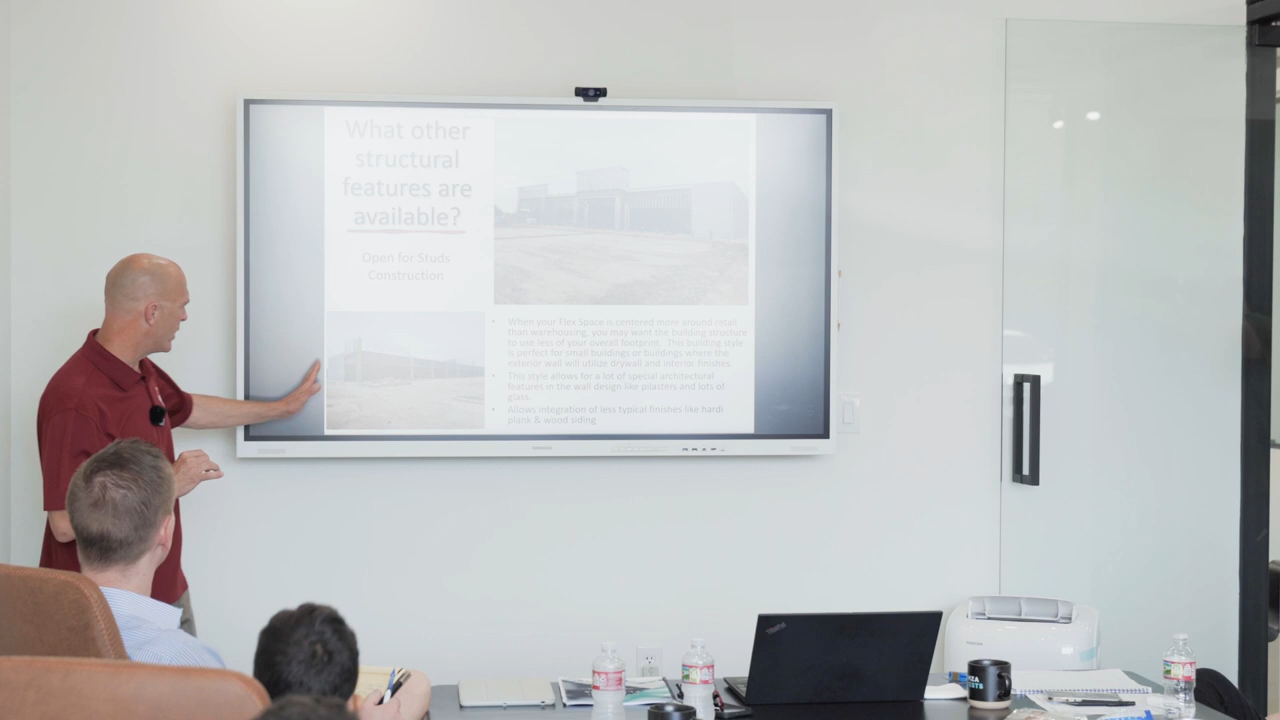 What other
structural
features are
available?
Open for Studs
Construction
• When your Flex Space is centered more around retail
than warehousing, you may want the building structure
to use less of your overall footprint. This building style
is perfect for small buildings or buildings where the
exterior wall will utilize drywall and interior finishes.
• This style allows for a lot of special architectural
features in the wall design like pilasters and lots of
glass.
• Allows integration of less typical finishes like hardi
plank & wood siding
ThinkPad